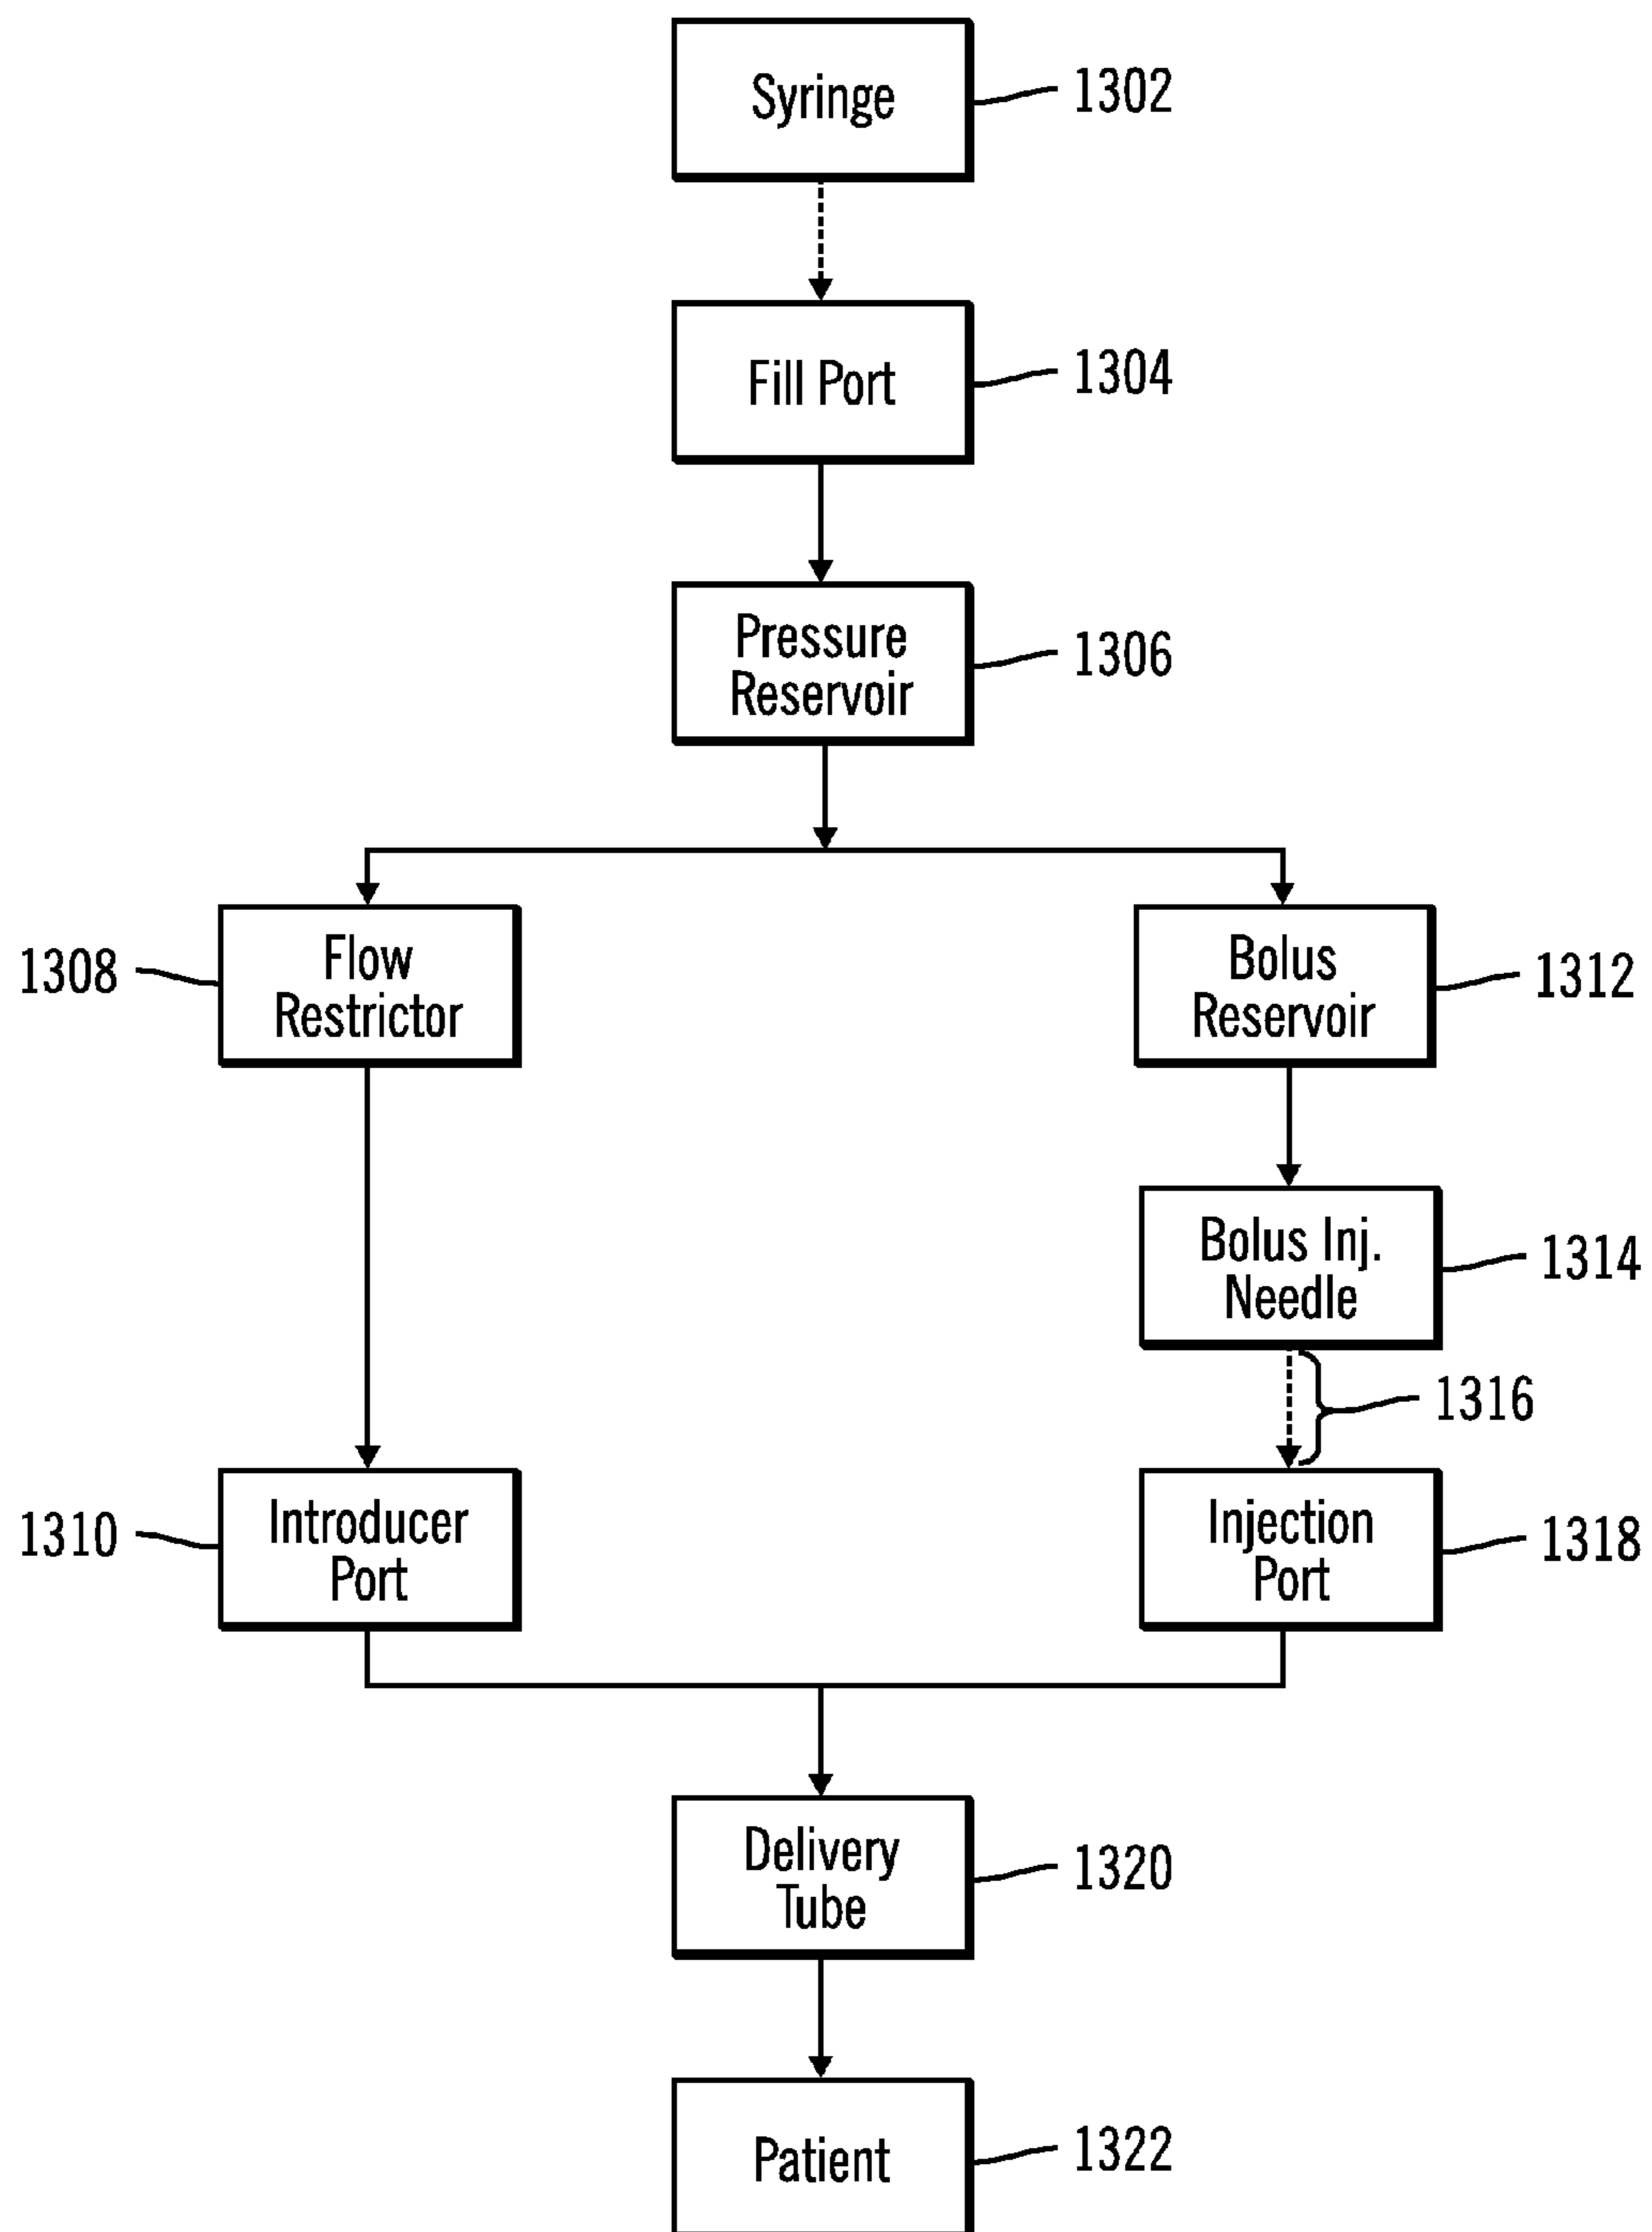 Syringe
1302
Fill Port
1304
Pressure
Reservoir
1306
1308
Flow
Restrictor
Bolus
Reservoir
1312
Bolus Inj.
Needle
1314
1316
1310
Introducer
Port
Injection
Port
1318
Delivery
Tube
1320
Patient
1322